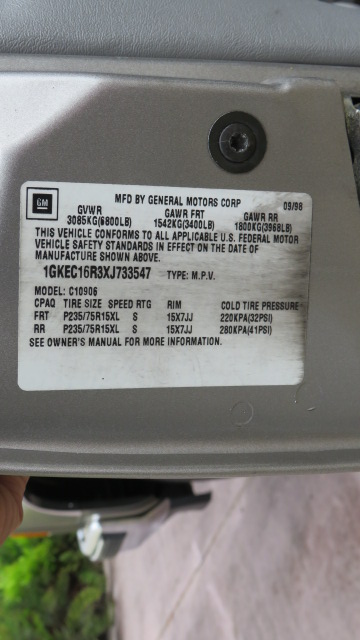 GM
MFD BY GENERAL MOTORS CORP 09/98
GVWR GAWR FRT GAWR RR
3085KG(6800LB) 1542KG(3400LB) 1800KG(3968LB)
THIS VEHICLE CONFORMS TO ALL APPLICABLE U.S. FEDERAL MOTOR
VEHICLE SAFETY STANDARDS IN EFFECT ON THE DATE OF
MANUFACTURE SHOWN ABOVE.
1GKEC16R3XJ733547 TYPE: M.P.V.
MODEL: C10906
CPAQ TIRE SIZE SPEED RTG RIM COLD TIRE PRESSURE
FRT P235/75R15XL S 15X7JJ 220KPA(32PSI)
RR P235/75R15XL S 15X7JJ 280KPA(41PSI)
SEE OWNER'S MANUAL FOR MORE INFORMATION.